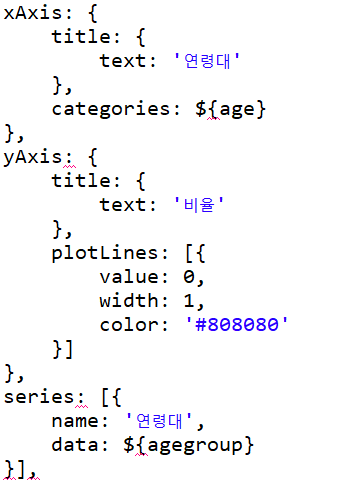 xAxis: {
    title: {
        text: '연령대'
    },
    categories: ${age}
},
yAxis: {
    title: {
        text: '비율'
    },
    plotLines: [{
        value: 0,
        width: 1,
        color: '#808080'
    }]
},
series: [{
    name: '연령대',
    data: ${agegroup}
}],